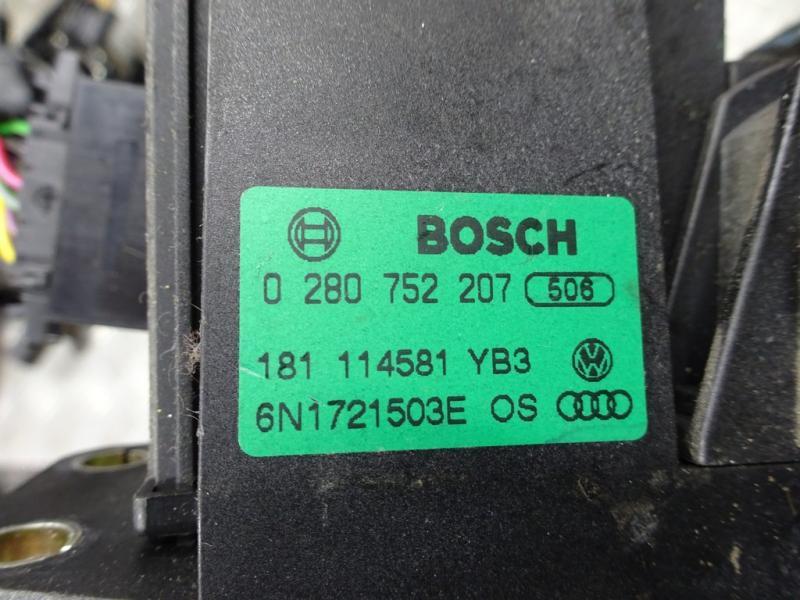 BOSCH
0 280 752 207 506
181 114581 YB3
6N1721503E OS